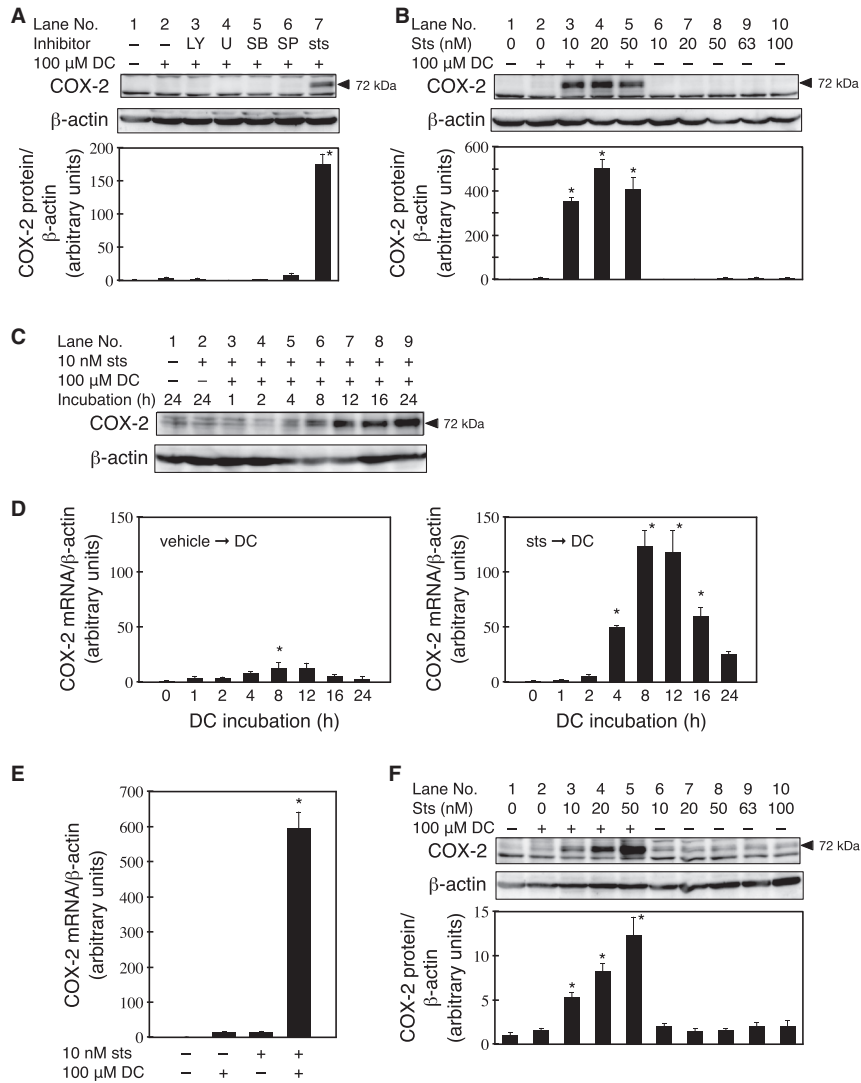 A
Lane No. 1 2 3 4 5 6 7
Inhibitor – – LY U SB SP sts
100 µM DC – + + + + + +
COX-2
72 kDa
β-actin
COX-2 protein/
β-actin
(arbitrary units)
200
150
100
50
0
*
B
Lane No. 1 2 3 4 5 6 7 8 9 10
Sts (nM) 0 0 10 20 50 10 20 50 63 100
100 µM DC – + + + + – – – – –
COX-2
72 kDa
β-actin
COX-2 protein/
β-actin
(arbitrary units)
600
400
200
0
* * *
C
Lane No. 1 2 3 4 5 6 7 8 9
10 nM sts – + + + + + + + +
100 µM DC – – + + + + + + +
Incubation (h) 24 24 1 2 4 8 12 16 24
COX-2
72 kDa
β-actin
D
COX-2 mRNA/β-actin
(arbitrary units)
150
100
50
0
vehicle → DC
*
0 1 2 4 8 12 16 24
DC incubation (h)
COX-2 mRNA/β-actin
(arbitrary units)
150
100
50
0
sts → DC
* * * *
0 1 2 4 8 12 16 24
DC incubation (h)
E
COX-2 mRNA/β-actin
(arbitrary units)
700
600
500
400
300
200
100
0
*
10 nM sts – – + +
100 µM DC – + – +
F
Lane No. 1 2 3 4 5 6 7 8 9 10
Sts (nM) 0 0 10 20 50 10 20 50 63 100
100 µM DC – + + + + – – – – –
COX-2
72 kDa
β-actin
COX-2 protein/
β-actin
(arbitrary units)
15
10
5
0
* * *